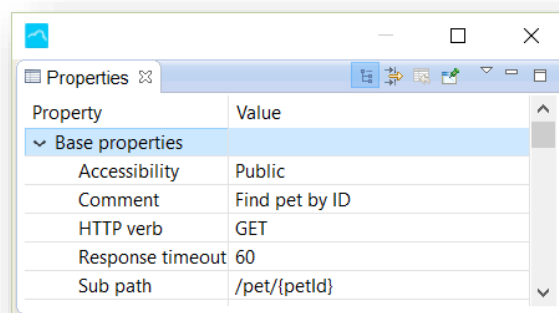 Properties
Property Value
Base properties
Accessibility Public
Comment Find pet by ID
HTTP verb GET
Response timeout 60
Sub path /pet/{petId}